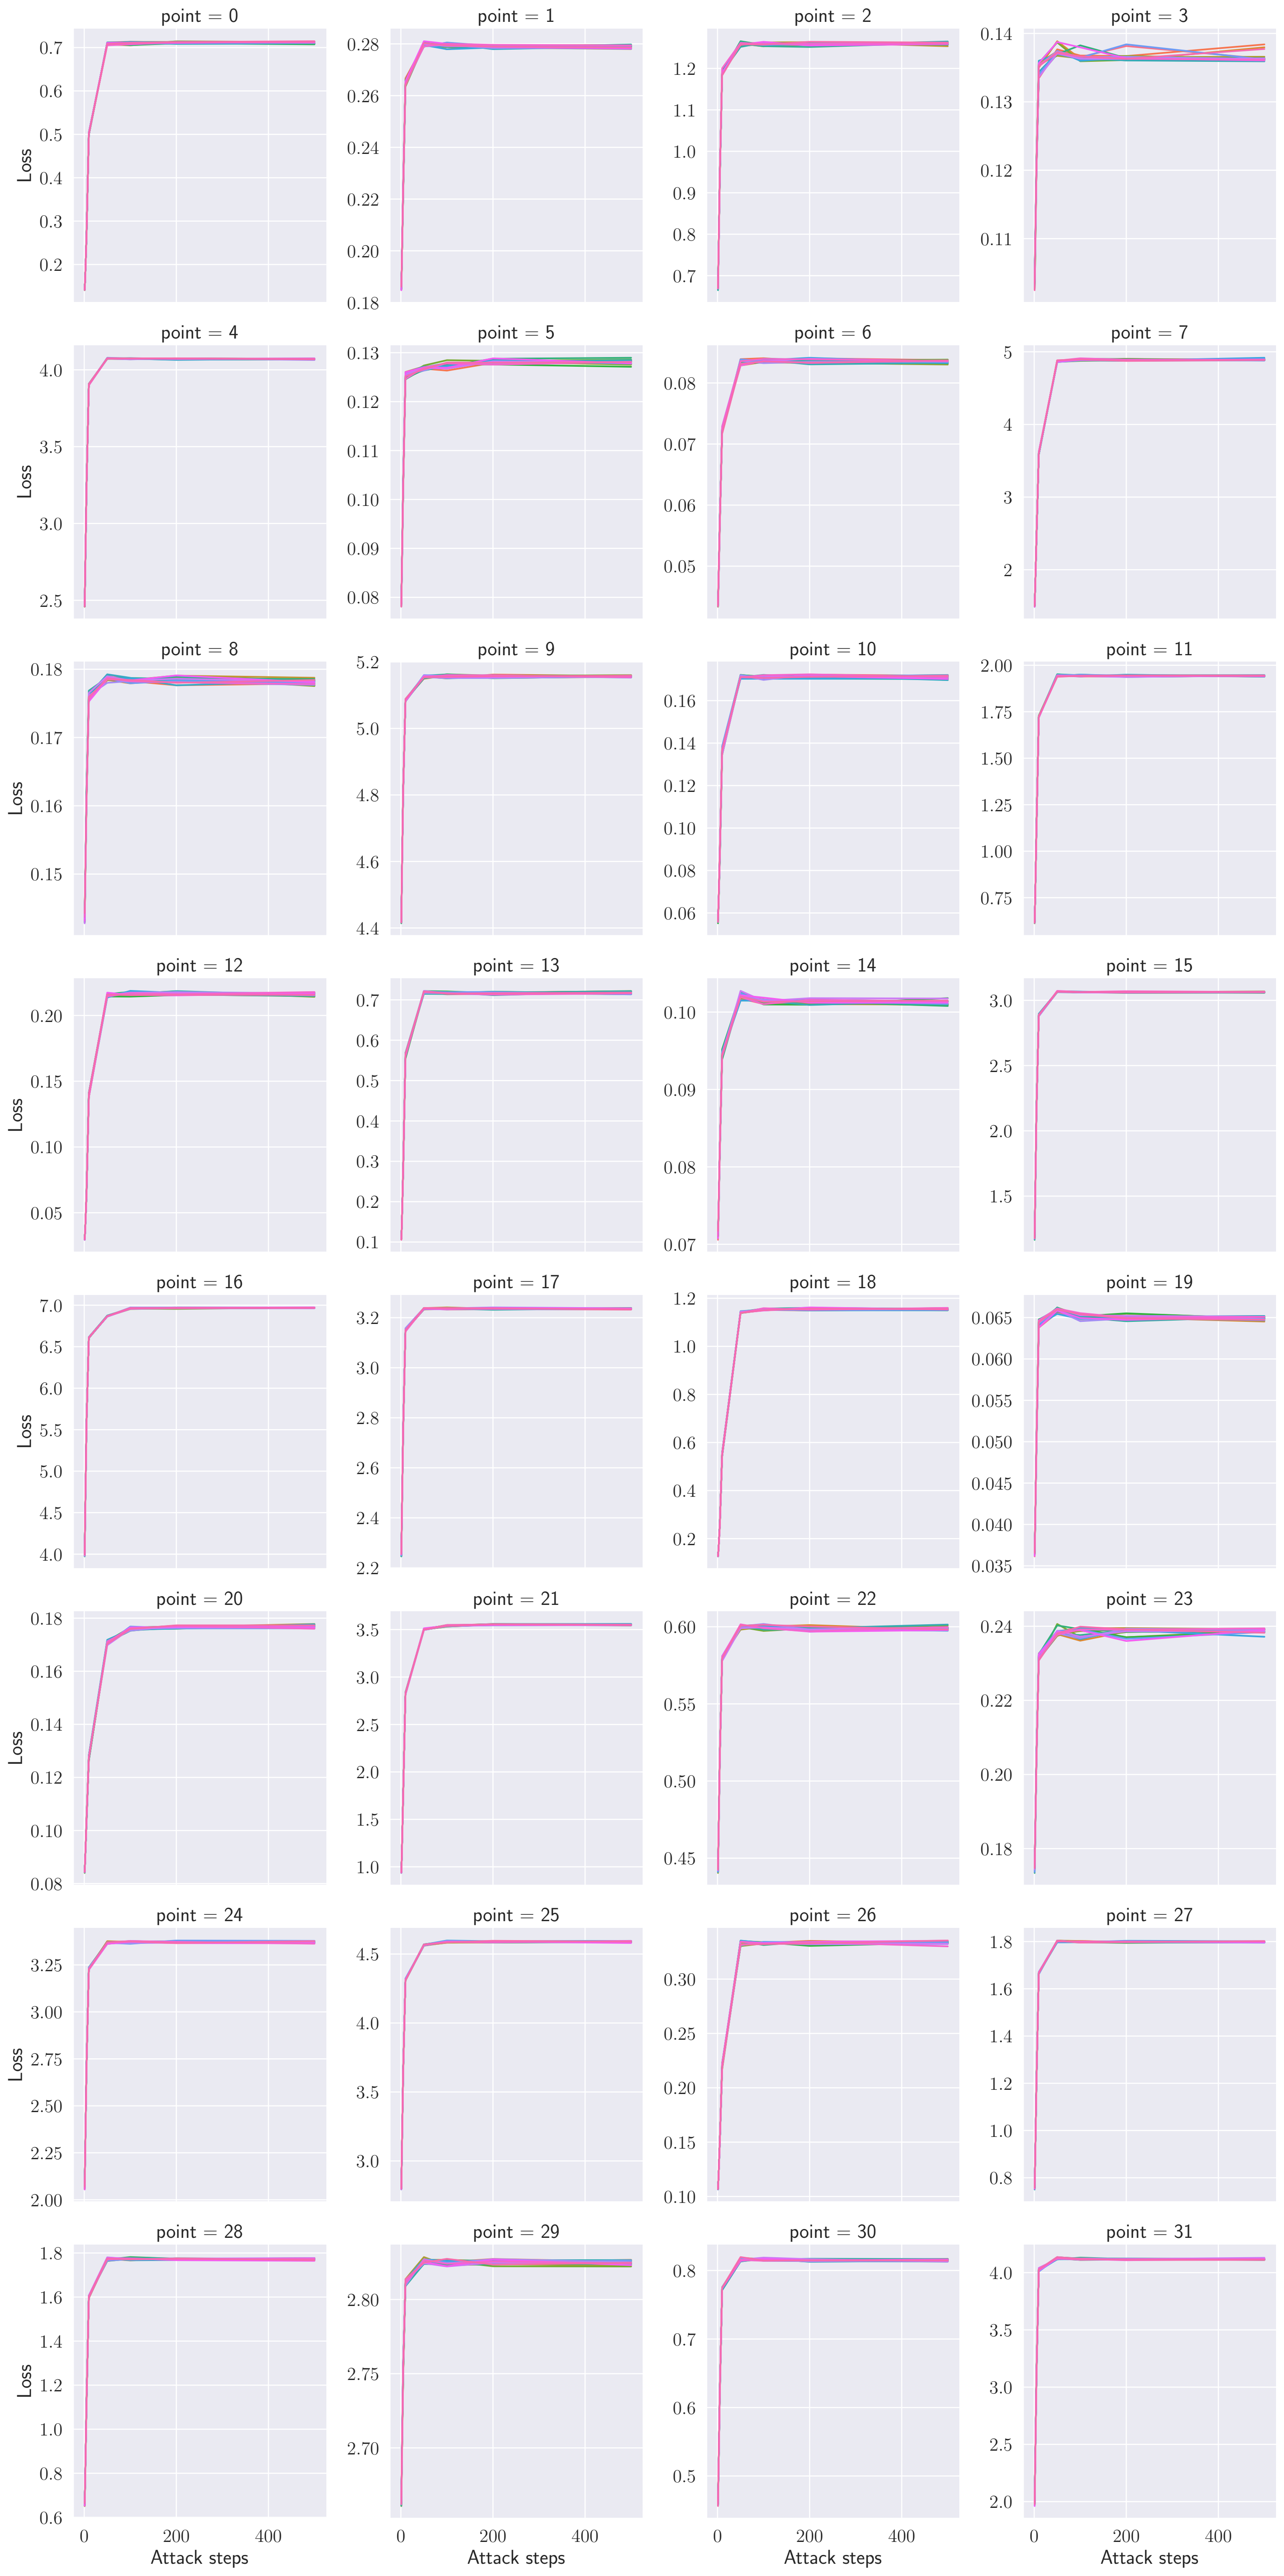 point = 0 point = 1 point = 2 point = 3
0.7 0.28 1.2 0.14
0.6 0.26 1.1 0.13
0.5 0.24 1.0 0.12
0.4 0.22 0.9 0.11
0.3 0.20 0.8
0.2 0.18 0.7
Loss
point = 4 point = 5 point = 6 point = 7
4.0 0.13 0.08 5
3.5 0.12 0.07 4
3.0 0.11 0.06 3
2.5 0.10 0.05 2
0.09
0.08
Loss
point = 8 point = 9 point = 10 point = 11
0.18 5.2 0.16 2.00
0.17 5.0 0.14 1.75
0.16 4.8 0.12 1.50
0.15 4.6 0.10 1.25
4.4 0.08 1.00
0.06 0.75
Loss
point = 12 point = 13 point = 14 point = 15
0.20 0.7 0.10 3.0
0.15 0.6 0.09 2.5
0.10 0.5 0.08 2.0
0.05 0.4 0.07 1.5
0.3
0.2
0.1
Loss
point = 16 point = 17 point = 18 point = 19
7.0 3.2 1.2 0.065
6.5 3.0 1.0 0.060
6.0 2.8 0.8 0.055
5.5 2.6 0.6 0.050
5.0 2.4 0.4 0.045
4.5 2.2 0.2 0.040
4.0 0.035
Loss
point = 20 point = 21 point = 22 point = 23
0.18 3.5 0.60 0.24
0.16 3.0 0.55 0.22
0.14 2.5 0.50 0.20
0.12 2.0 0.45 0.18
0.10 1.5
0.08 1.0
Loss
point = 24 point = 25 point = 26 point = 27
3.25 4.5 0.30 1.8
3.00 4.0 0.25 1.6
2.75 3.5 0.20 1.4
2.50 3.0 0.15 1.2
2.25 0.10 1.0
2.00 0.8
Loss
point = 28 point = 29 point = 30 point = 31
1.8 2.80 0.8 4.0
1.6 2.75 0.7 3.5
1.4 2.70 0.6 3.0
1.2 0.5 2.5
1.0 2.0
0.8
0.6
Loss
0 200 400 0 200 400 0 200 400 0 200 400
Attack steps Attack steps Attack steps Attack steps